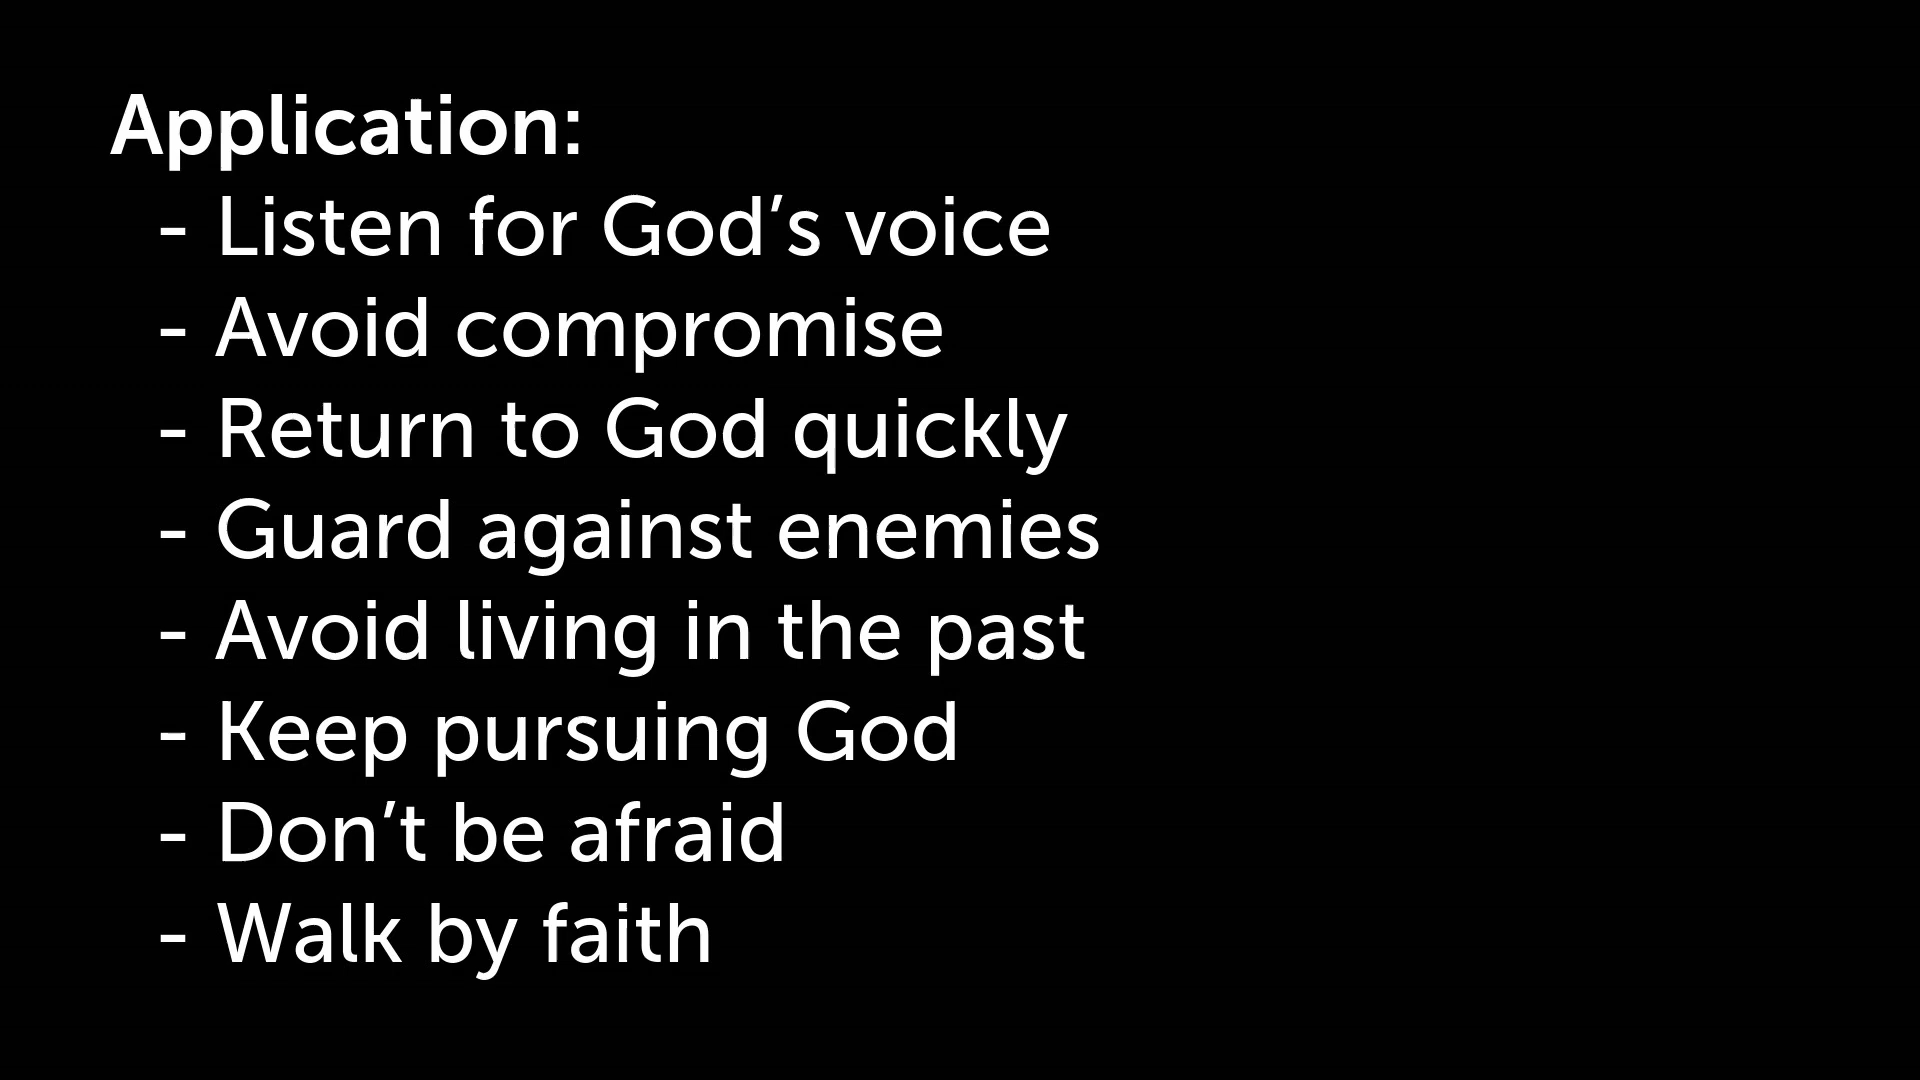 Application:
- Listen for God’s voice
- Avoid compromise
- Return to God quickly
- Guard against enemies
- Avoid living in the past
- Keep pursuing God
- Don’t be afraid
- Walk by faith